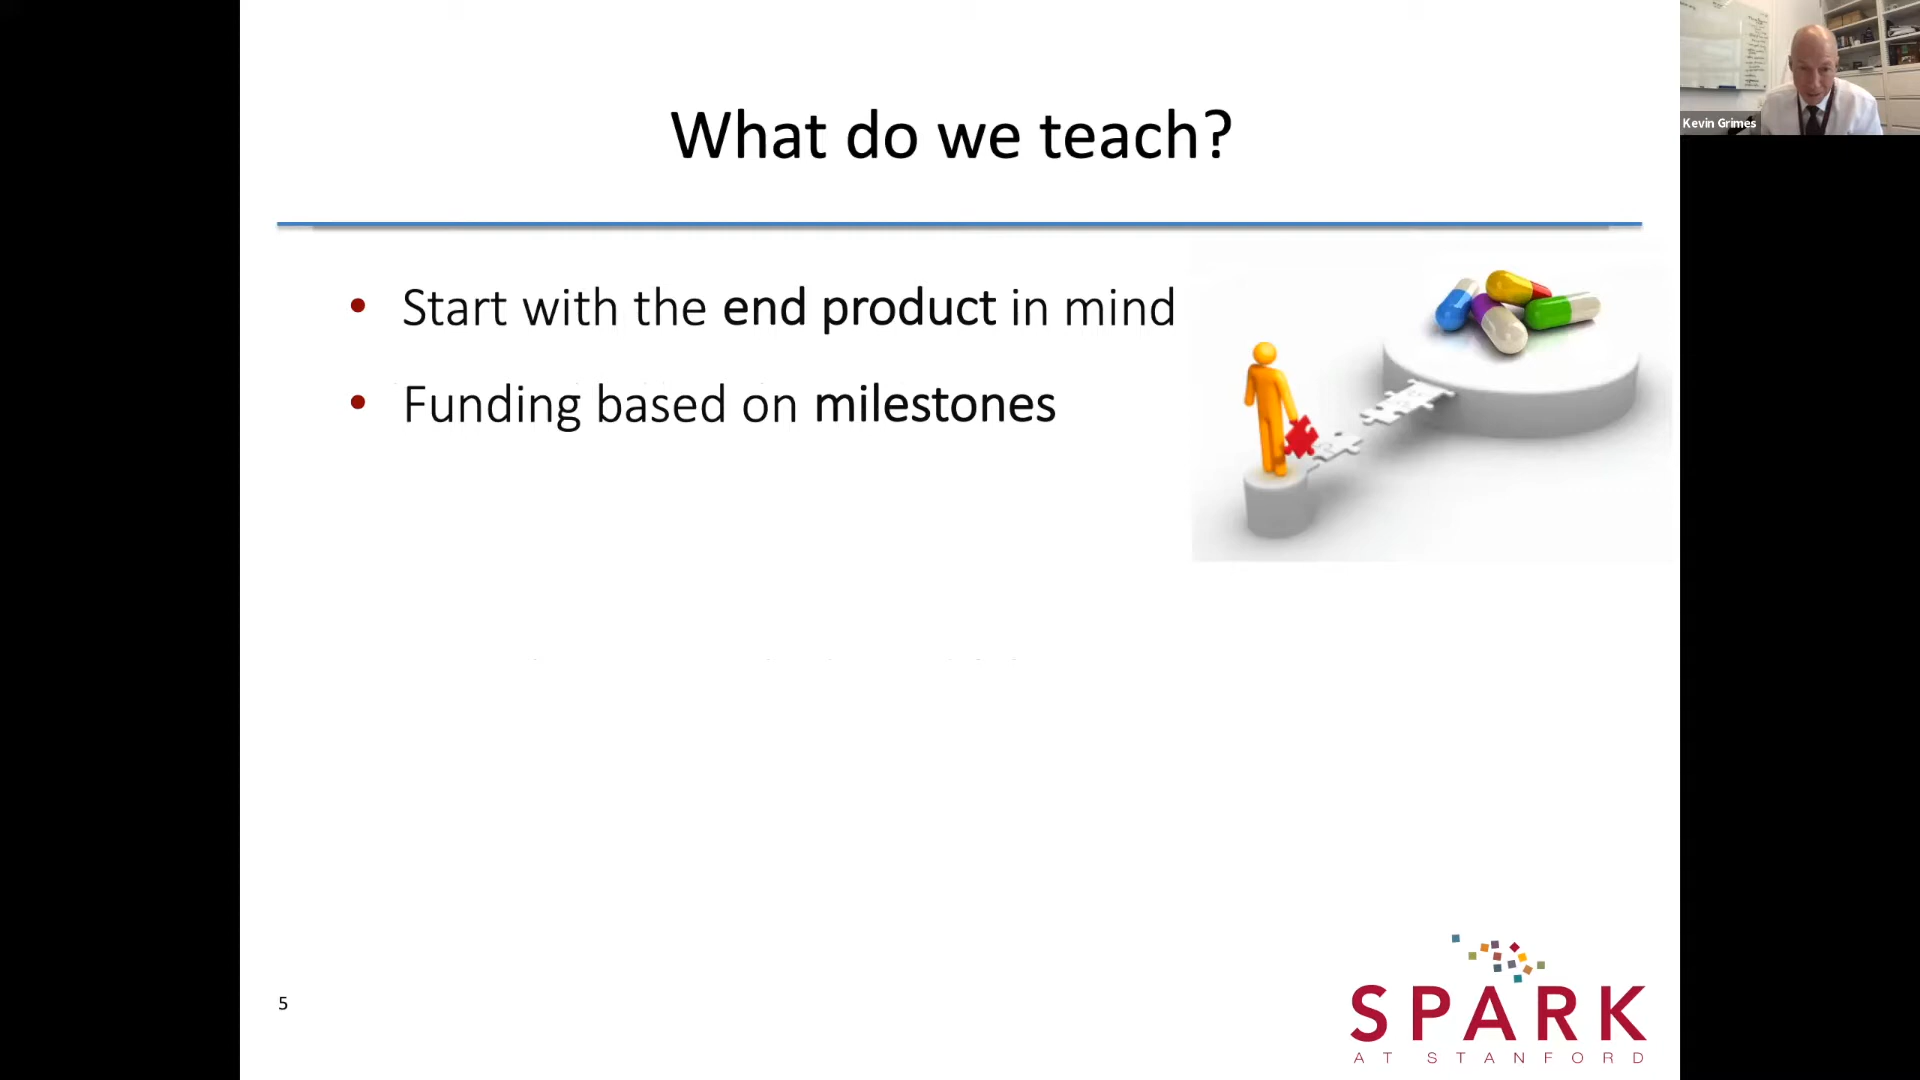 What do we teach?
• Start with the end product in mind
• Funding based on milestones
5
SPARK
AT STANFORD
Kevin Grimes